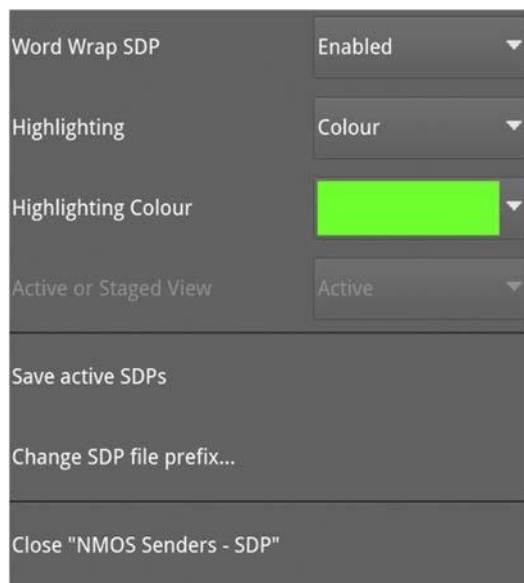 Word Wrap SDP Enabled
Highlighting Colour
Highlighting Colour
Active or Staged View Active
Save active SDPs
Change SDP file prefix...
Close "NMOS Senders - SDP"